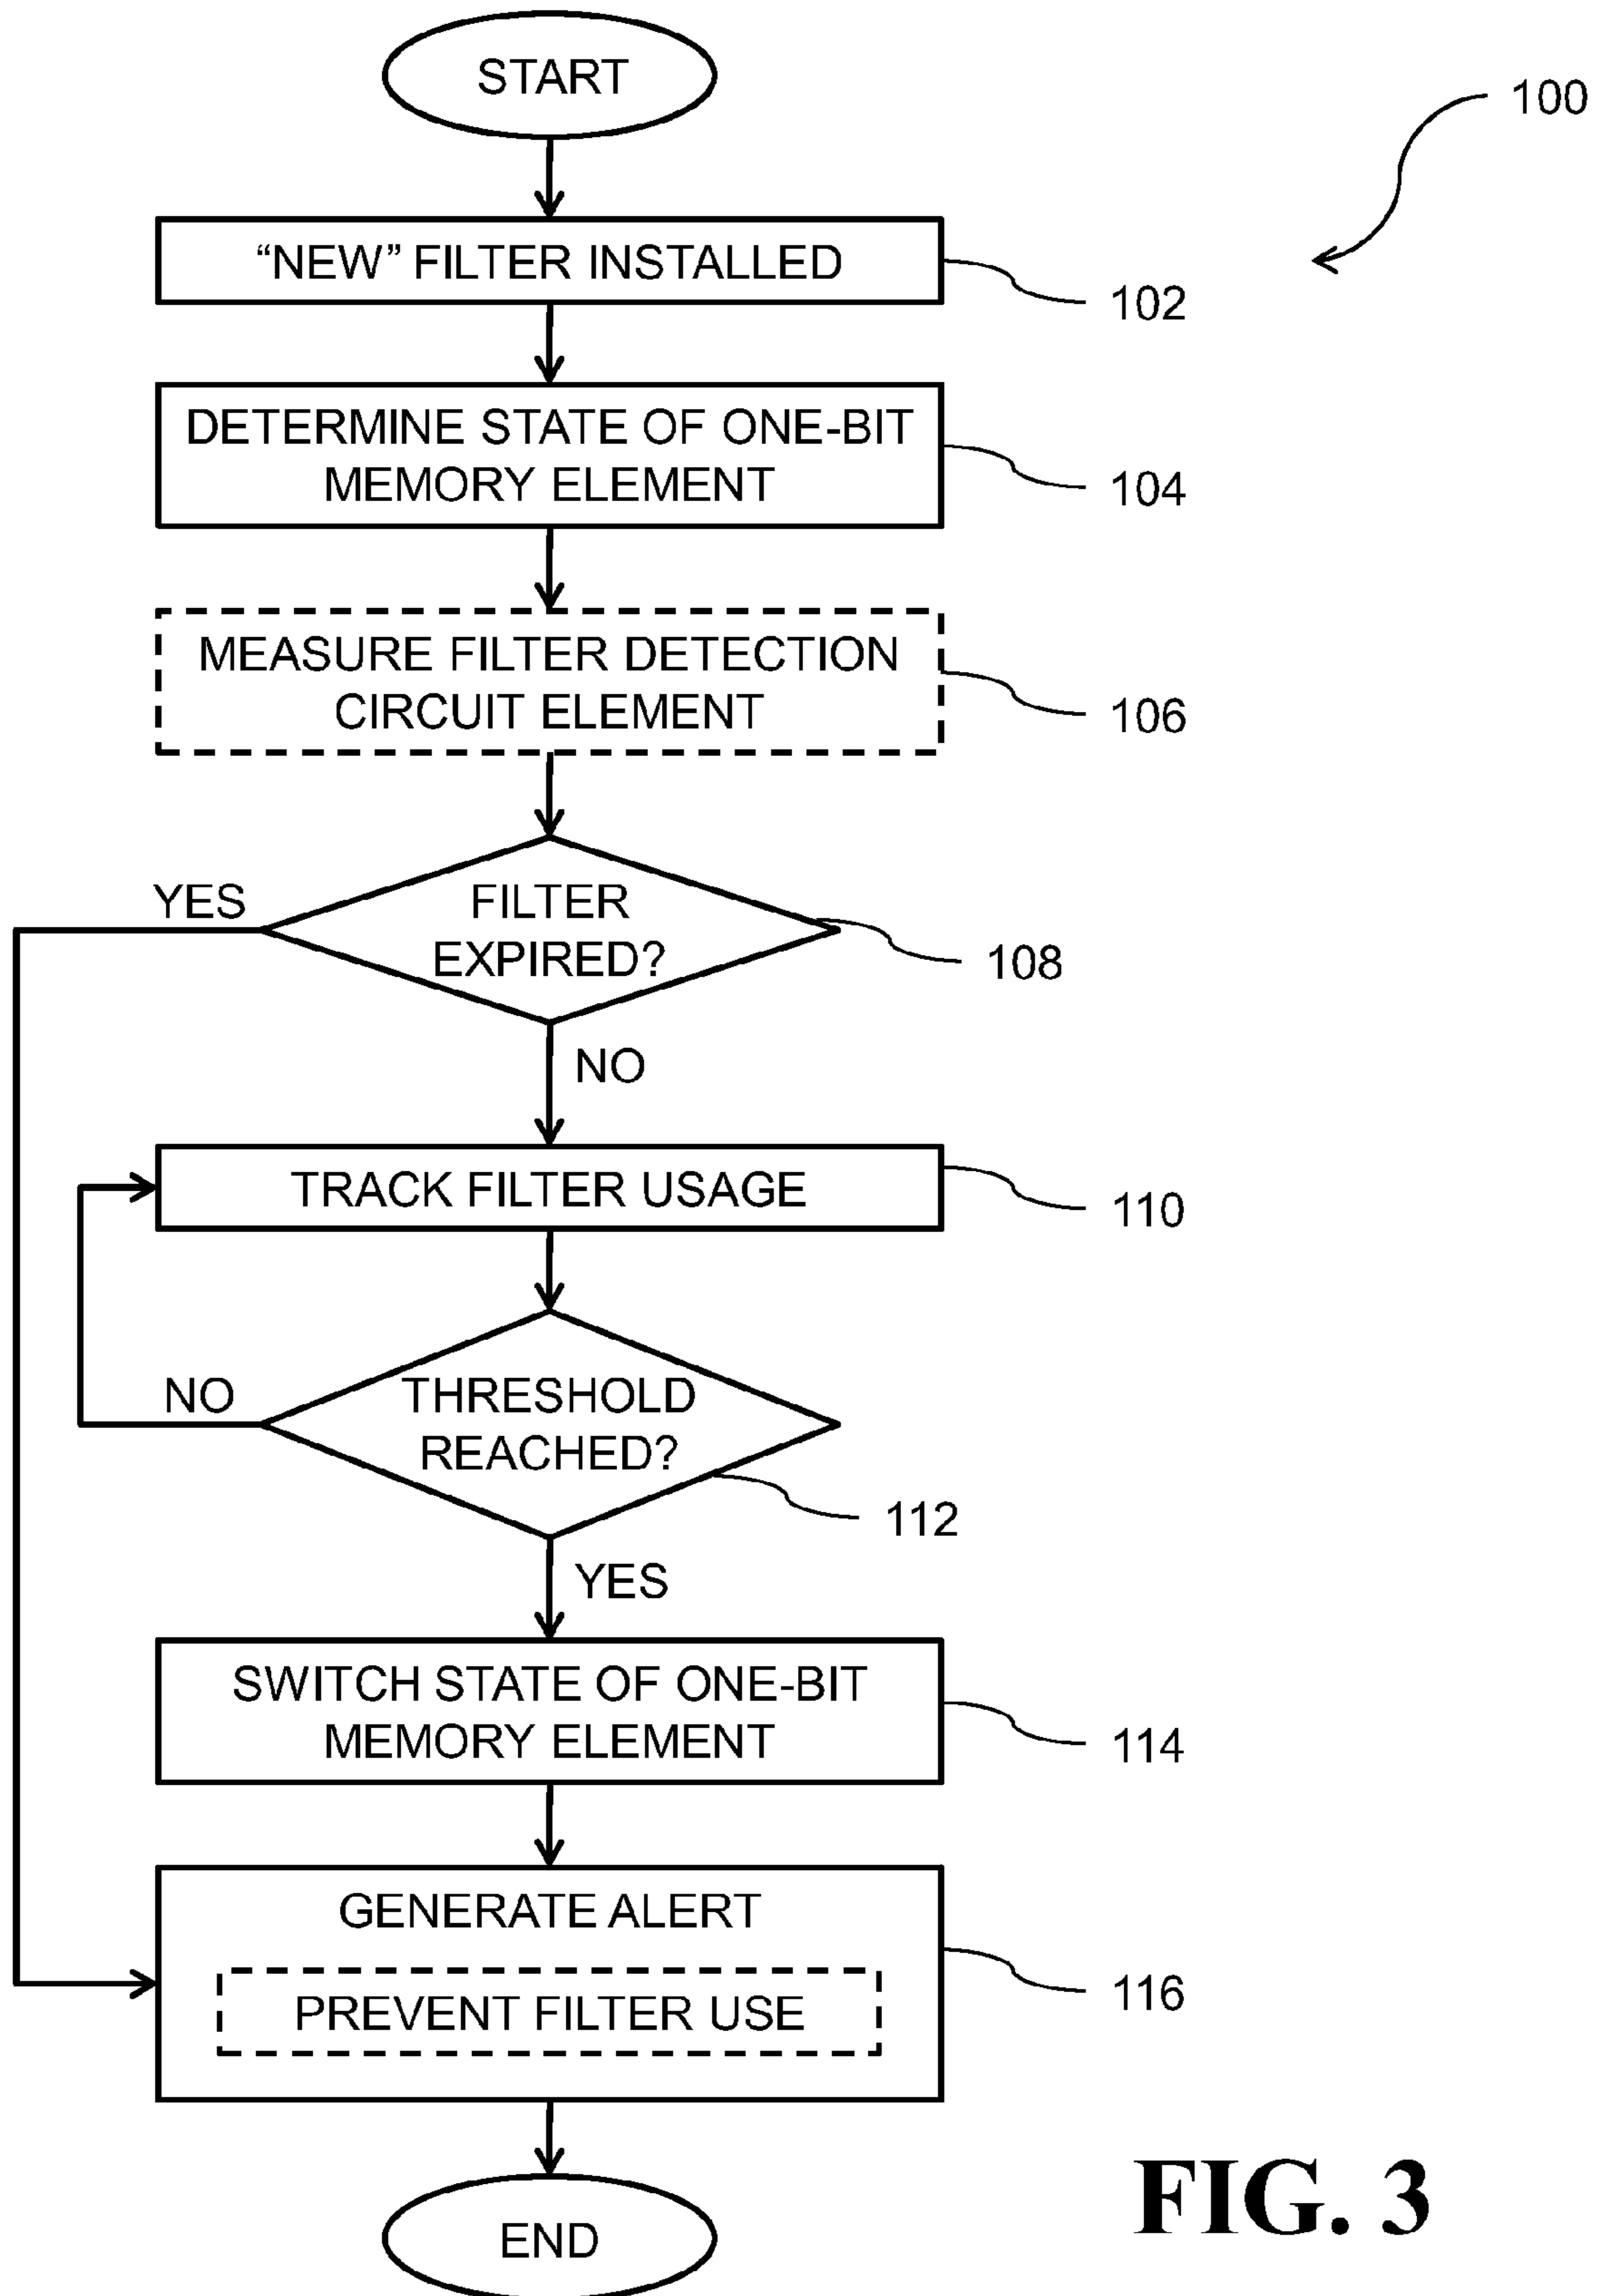 START
100
“NEW” FILTER INSTALLED
102
DETERMINE STATE OF ONE-BIT
MEMORY ELEMENT
104
MEASURE FILTER DETECTION
CIRCUIT ELEMENT
106
YES
FILTER
EXPIRED?
108
NO
TRACK FILTER USAGE
110
NO
THRESHOLD
REACHED?
112
YES
SWITCH STATE OF ONE-BIT
MEMORY ELEMENT
114
GENERATE ALERT
PREVENT FILTER USE
116
END
FIG. 3